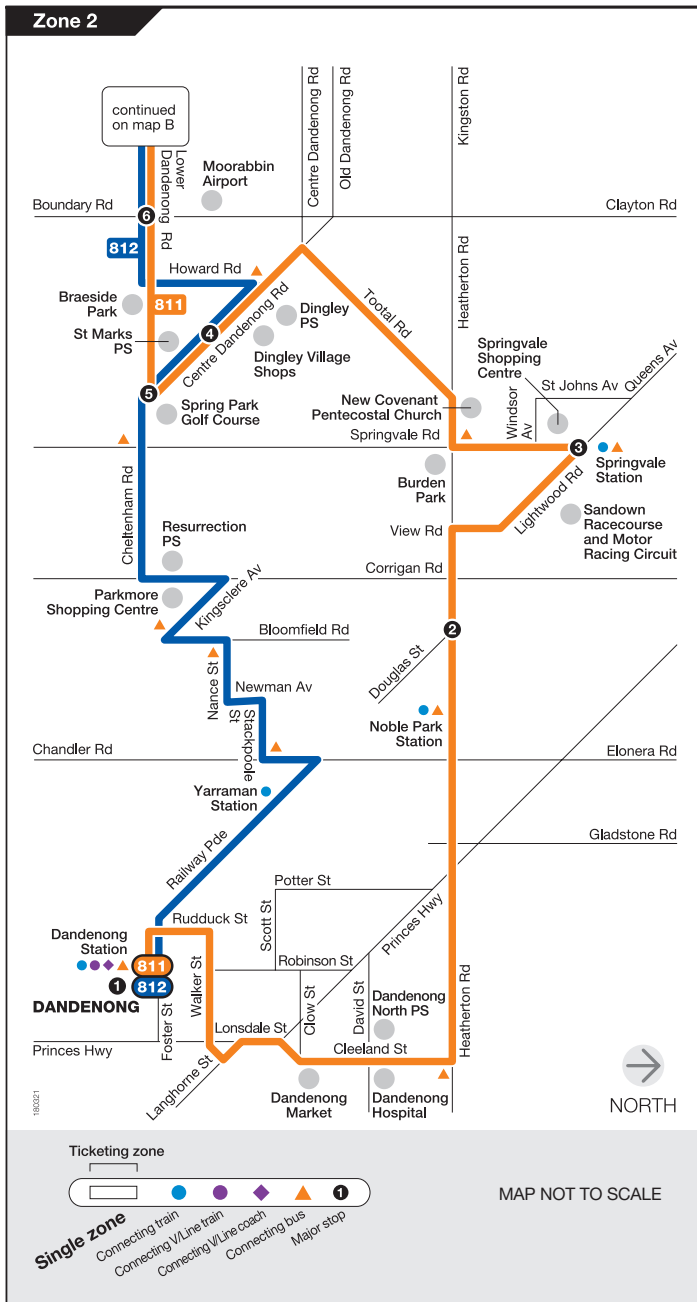 Zone 2
continued
on map B
Lower
Dandenong
Rd
Moorabbin
Airport
Centre Dandenong Rd
Old Dandenong Rd
Kingston Rd
Boundary Rd
6
Clayton Rd
812
Howard Rd
Heatherton Rd
Braeside
Park
811
Centre Dandenong Rd
Dingley
PS
Tootal Rd
St Marks
PS
4
Dingley Village
Shops
Springvale
Shopping
Centre
St Johns Av
Queens Av
5
Spring Park
Golf Course
New Covenant
Pentecostal Church
Windsor
Av
Springvale Rd
3
Springvale
Station
Cheltenham Rd
Burden
Park
Lightwood Rd
Sandown
Racecourse
and Motor
Racing Circuit
Resurrection
PS
View Rd
Corrigan Rd
Parkmore
Shopping Centre
Kingsclere Av
Bloomfield Rd
2
Douglas St
Nance St
Newman Av
Stackpoole
St
Noble Park
Station
Chandler Rd
Elonera Rd
Yarraman
Station
Gladstone Rd
Railway Pde
Potter St
Scott St
Princes Hwy
Rudduck St
Dandenong
Station
811
Robinson St
1
812
DANDENONG
Foster St
Walker St
Clow St
David St
Dandenong
North PS
Heatherton Rd
Lonsdale St
Princes Hwy
Cleeland St
Langhorne St
Dandenong
Market
Dandenong
Hospital
NORTH
180321
Ticketing zone
1
Single zone
Connecting train
Connecting V/Line train
Connecting V/Line coach
Connecting bus
Major stop
MAP NOT TO SCALE